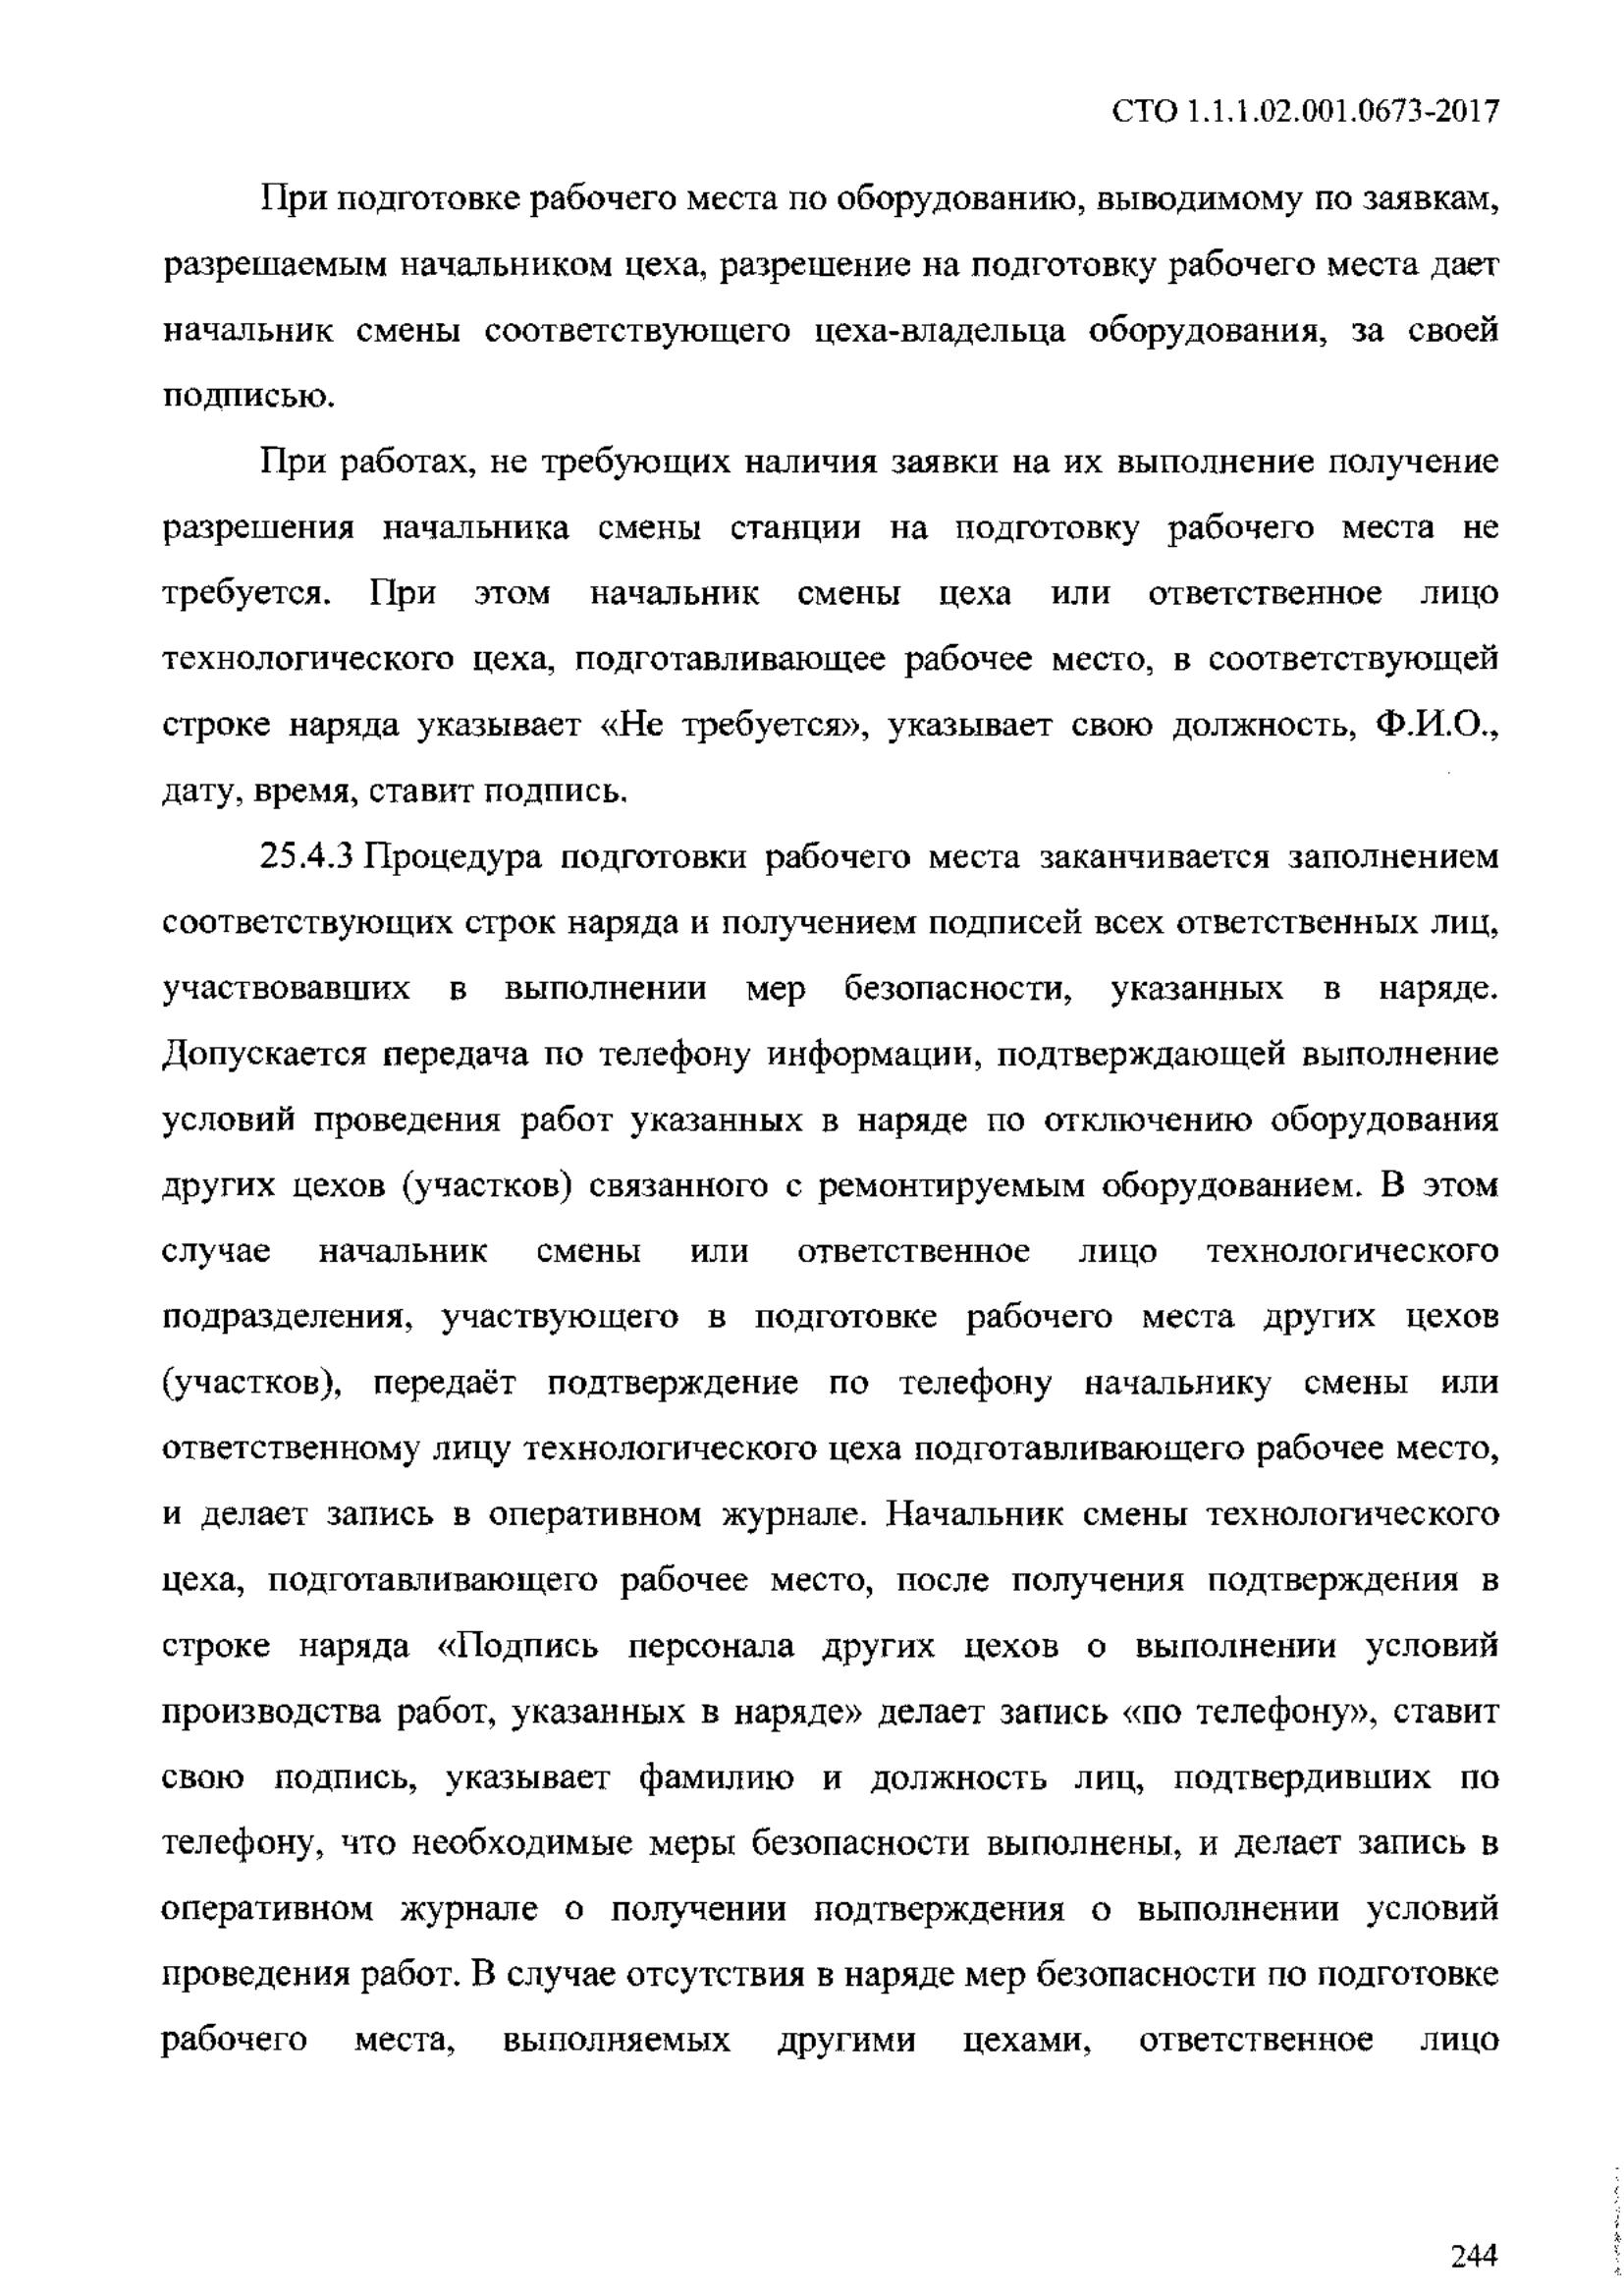 СТО 1.1.1.02.001.0673-2017
При подготовке рабочего места по оборудованию, выводимому по заявкам,
разрешаемым начальником цеха, разрешение на подготовку рабочего места дает
начальник смены соответствующего цеха-владельца оборудования, за своей
подписью.
При работах, не требующих наличия заявки на их выполнение получение
разрешения начальника смены станции на подготовку рабочего места не
требуется. При этом начальник смены цеха или ответственное лицо
технологического цеха, подготавливающее рабочее место, в соответствующей
строке наряда указывает «Не требуется», указывает свою должность, Ф.И.О.,
дату, время, ставит подпись.
25.4.3 Процедура подготовки рабочего места заканчивается заполнением
соответствующих строк наряда и получением подписей всех ответственных лиц,
участвовавших в выполнении мер безопасности, указанных в наряде.
Допускается передача по телефону информации, подтверждающей выполнение
условий проведения работ указанных в наряде по отключению оборудования
других цехов (участков) связанного с ремонтируемым оборудованием. В этом
случае начальник смены или ответственное лицо технологического
подразделения, участвующего в подготовке рабочего места других цехов
(участков), передаёт подтверждение по телефону начальнику смены или
ответственному лицу технологического цеха подготавливающего рабочее место,
и делает запись в оперативном журнале. Начальник смены технологического
цеха, подготавливающего рабочее место, после получения подтверждения в
строке наряда «Подпись персонала других цехов о выполнении условий
производства работ, указанных в наряде» делает запись «по телефону», ставит
свою подпись, указывает фамилию и должность лиц, подтвердивших по
телефону, что необходимые меры безопасности выполнены, и делает запись в
оперативном журнале о получении подтверждения о выполнении условий
проведения работ. В случае отсутствия в наряде мер безопасности по подготовке
рабочего места, выполняемых другими цехами, ответственное лицо
244